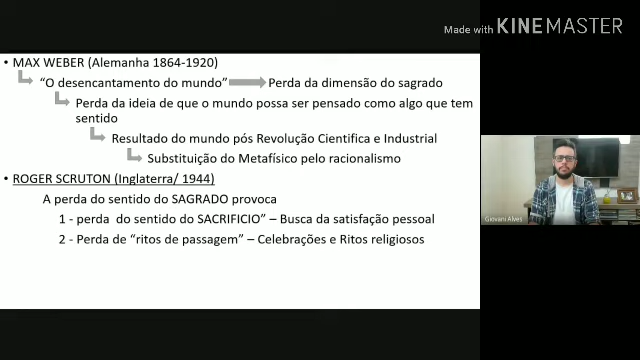 Made with KINEMASTER
• MAX WEBER (Alemanha 1864-1920)
“O desencantamento do mundo” Perda da dimensão do sagrado
Perda da ideia de que o mundo possa ser pensado como algo que tem
sentido
Resultado do mundo pós Revolução Cientifica e Industrial
Substituição do Metafísico pelo racionalismo
• ROGER SCRUTON (Inglaterra/ 1944)
A perda do sentido do SAGRADO provoca
1 - perda do sentido do SACRIFICIO” – Busca da satisfação pessoal
2 - Perda de “ritos de passagem” – Celebrações e Ritos religiosos
Giovani Alves